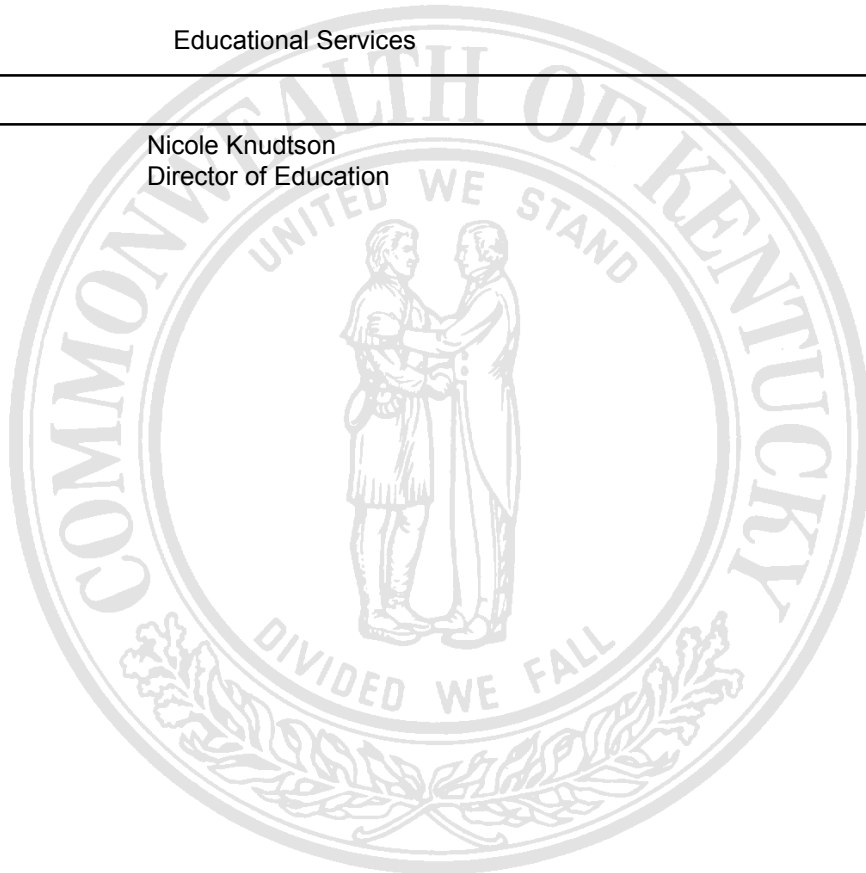 Educational Services
Nicole Knudtson
Director of Education
COMMONWEALTH OF KENTUCKY
UNITED WE STAND
DIVIDED WE FALL